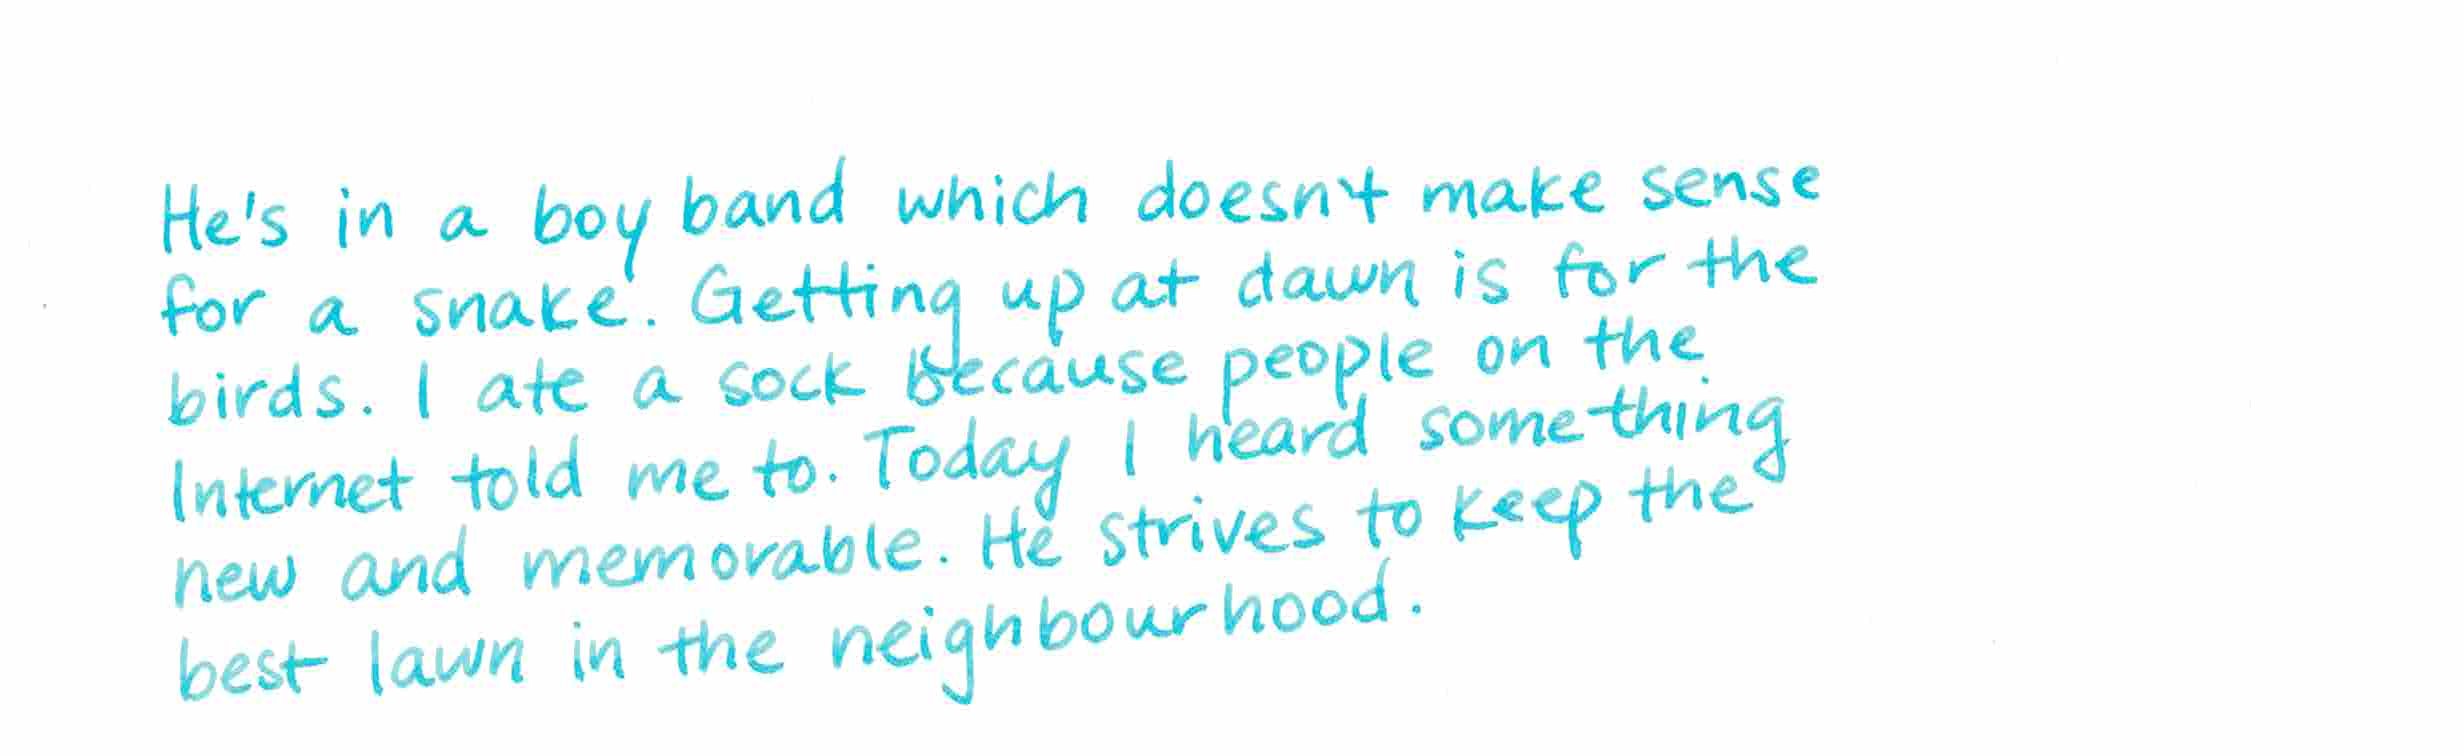 He's in a boy band which doesn't make sense
for a snake. Getting up at dawn is for the
birds. I ate a sock because people on the
Internet told me to. Today I heard something
new and memorable. He strives to keep the
best lawn in the neighbourhood.